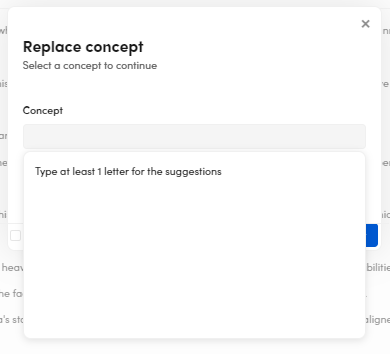 Replace concept
Select a concept to continue
Concept
Type at least 1 letter for the suggestions